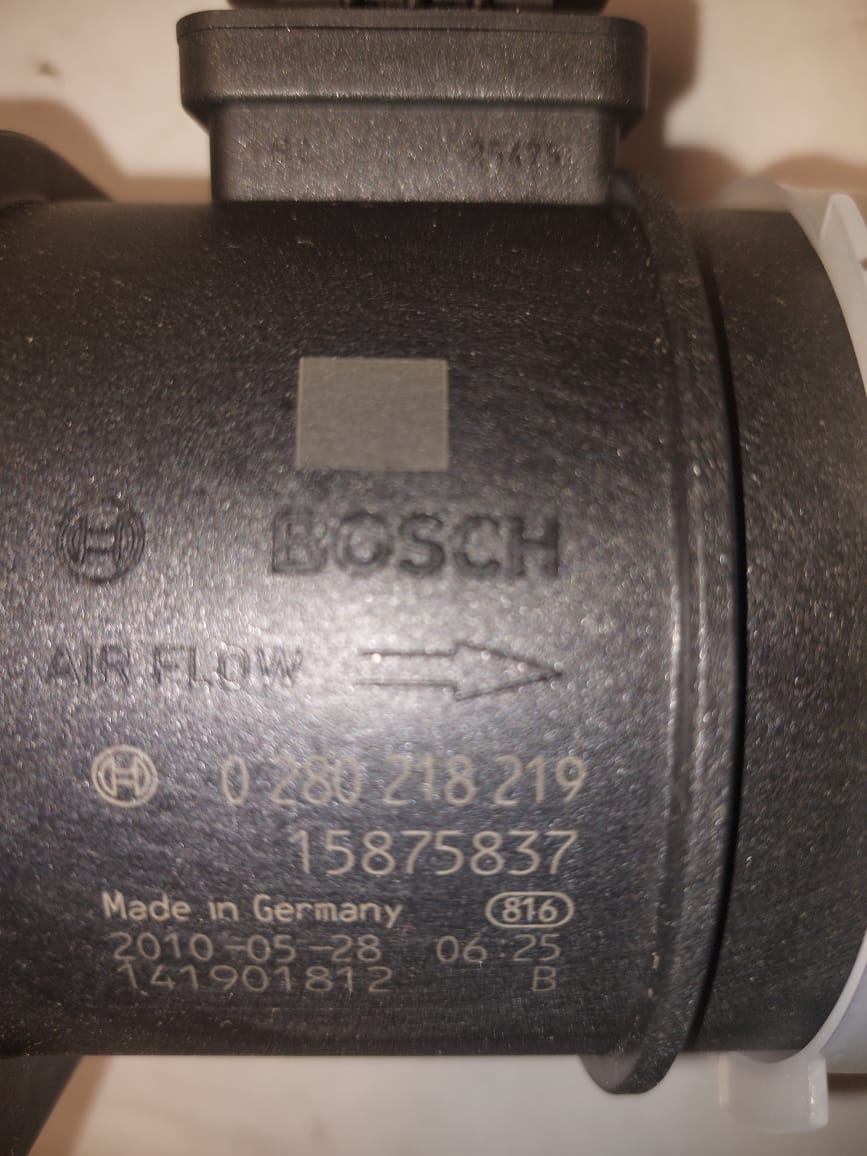 BOSCH
AIR FLOW
0 280 218 219
15875837
Made in Germany 816
2010-05-28 06:25
141901812 B